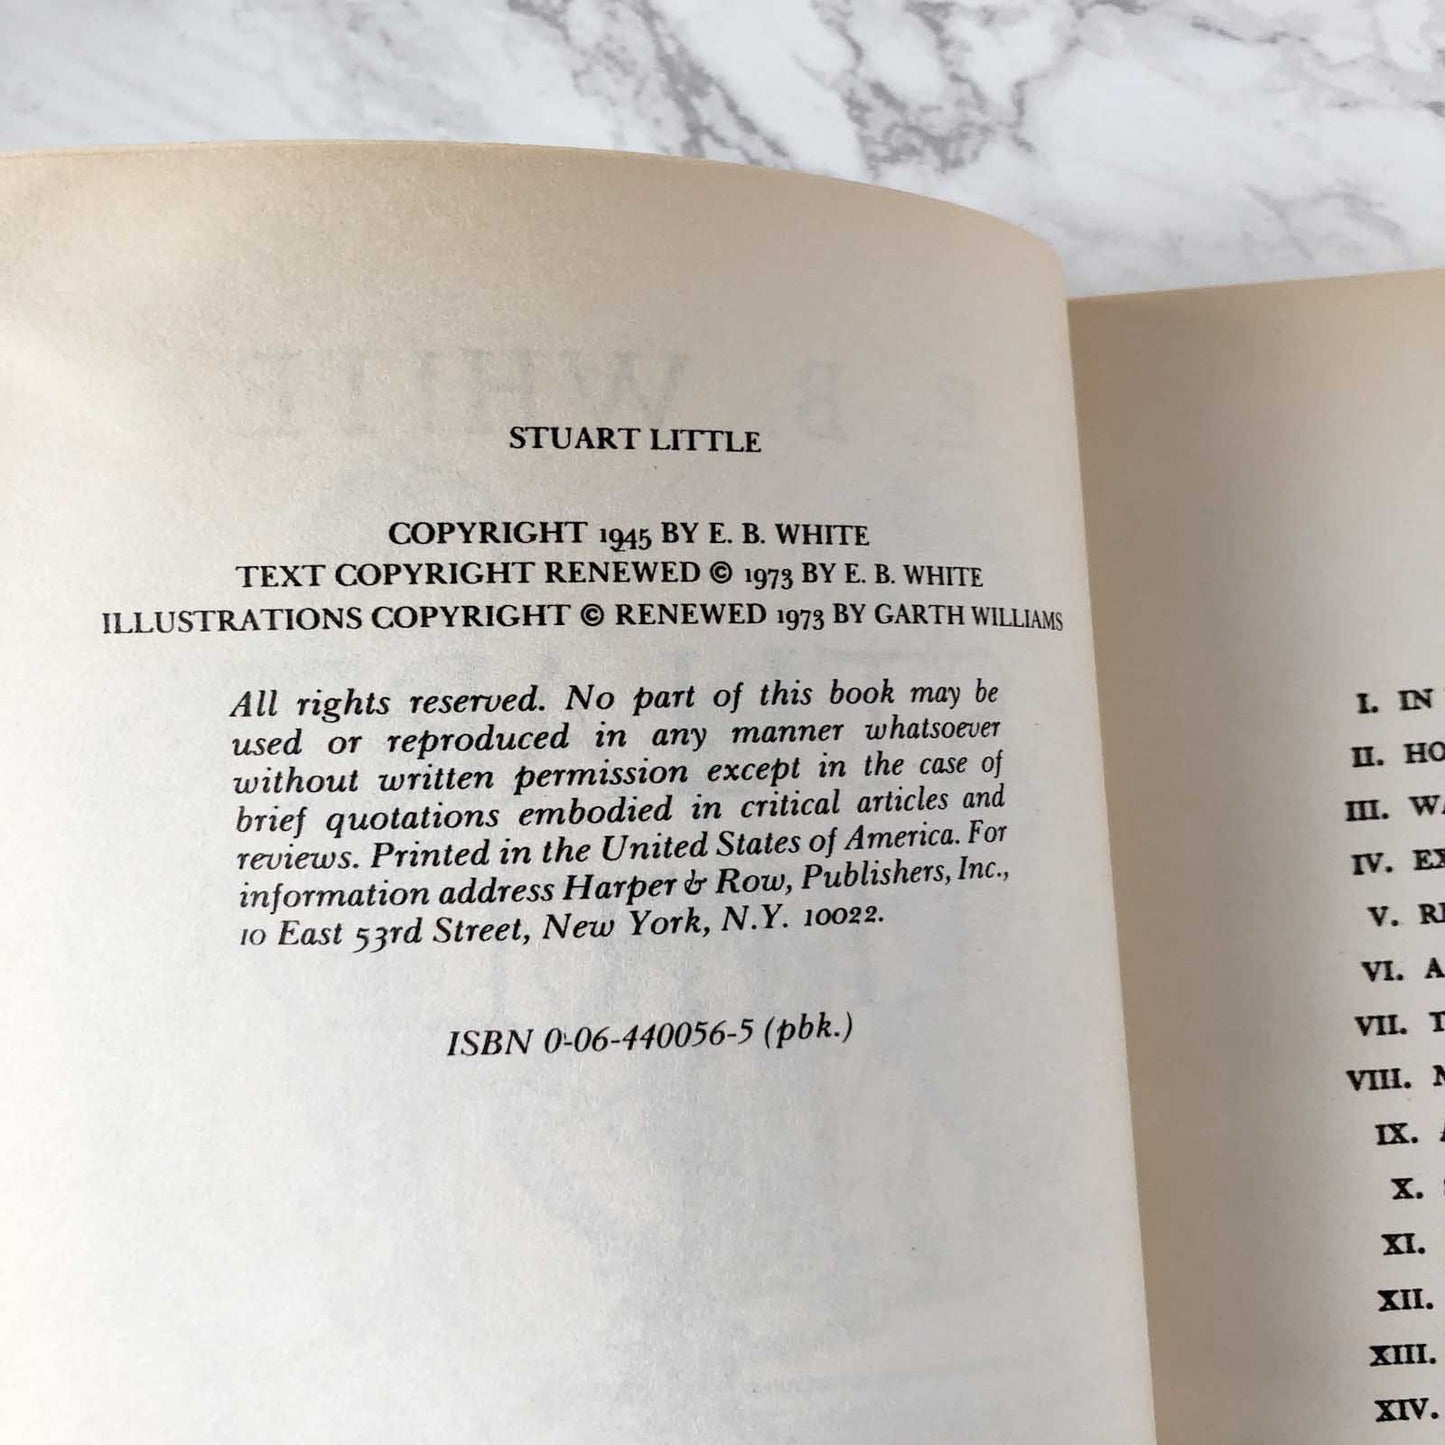 STUART LITTLE
COPYRIGHT 1945 BY E. B. WHITE
TEXT COPYRIGHT RENEWED © 1973 BY E. B. WHITE
ILLUSTRATIONS COPYRIGHT © RENEWED 1973 BY GARTH WILLIAMS
All rights reserved. No part of this book may be
used or reproduced in any manner whatsoever
without written permission except in the case of
brief quotations embodied in critical articles and
reviews. Printed in the United States of America. For
information address Harper & Row, Publishers, Inc.,
10 East 53rd Street, New York, N.Y. 10022.
ISBN 0-06-440056-5 (pbk.)
I. IN
II.
III.
IV.
V.
VI.
VII.
VIII.
IX.
X.
XI.
XII.
XIII.
XIV.